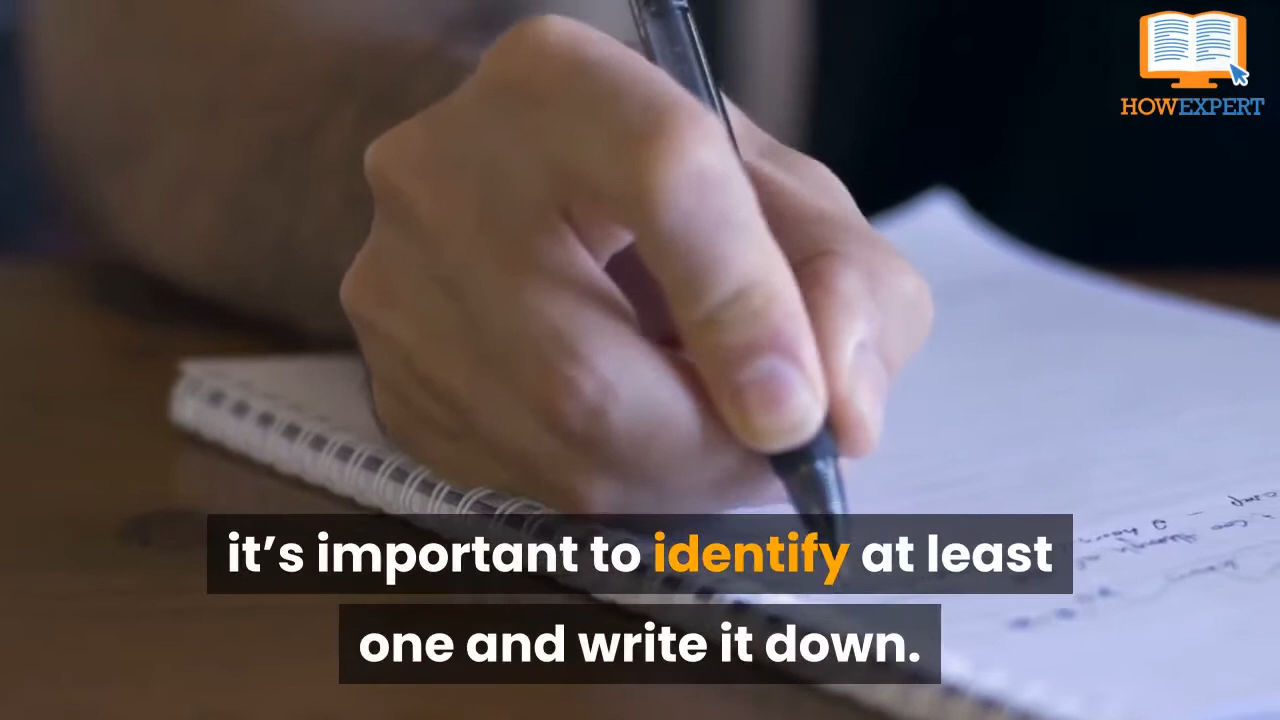 HOWEXPERT
it’s important to identify at least
one and write it down.